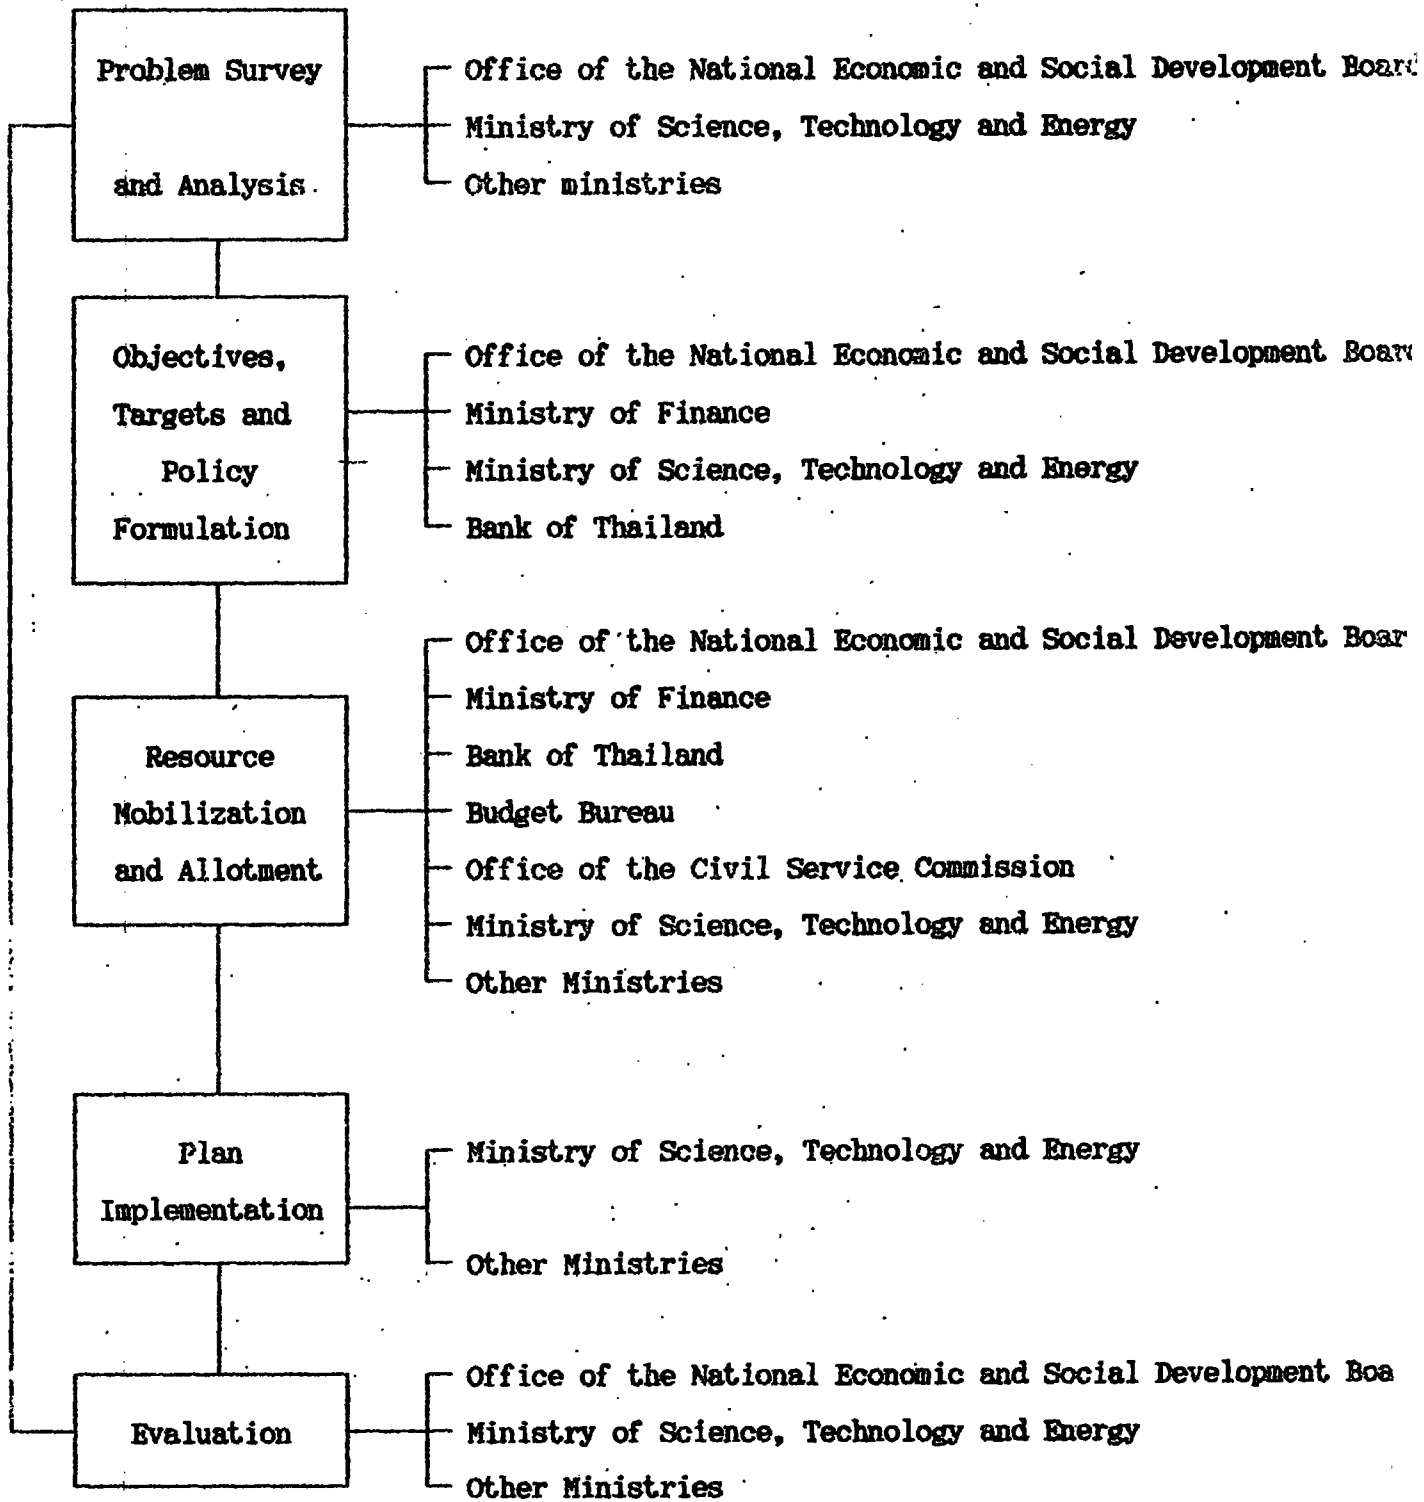 Problem Survey
and Analysis
Office of the National Economic and Social Development Board
Ministry of Science, Technology and Energy
Other ministries
Objectives,
Targets and
Policy
Formulation
Office of the National Economic and Social Development Board
Ministry of Finance
Ministry of Science, Technology and Energy
Bank of Thailand
Resource
Mobilization
and Allotment
Office of the National Economic and Social Development Boar
Ministry of Finance
Bank of Thailand
Budget Bureau
Office of the Civil Service Commission
Ministry of Science, Technology and Energy
Other Ministries
Plan
Implementation
Ministry of Science, Technology and Energy
Other Ministries
Evaluation
Office of the National Economic and Social Development Boa
Ministry of Science, Technology and Energy
Other Ministries